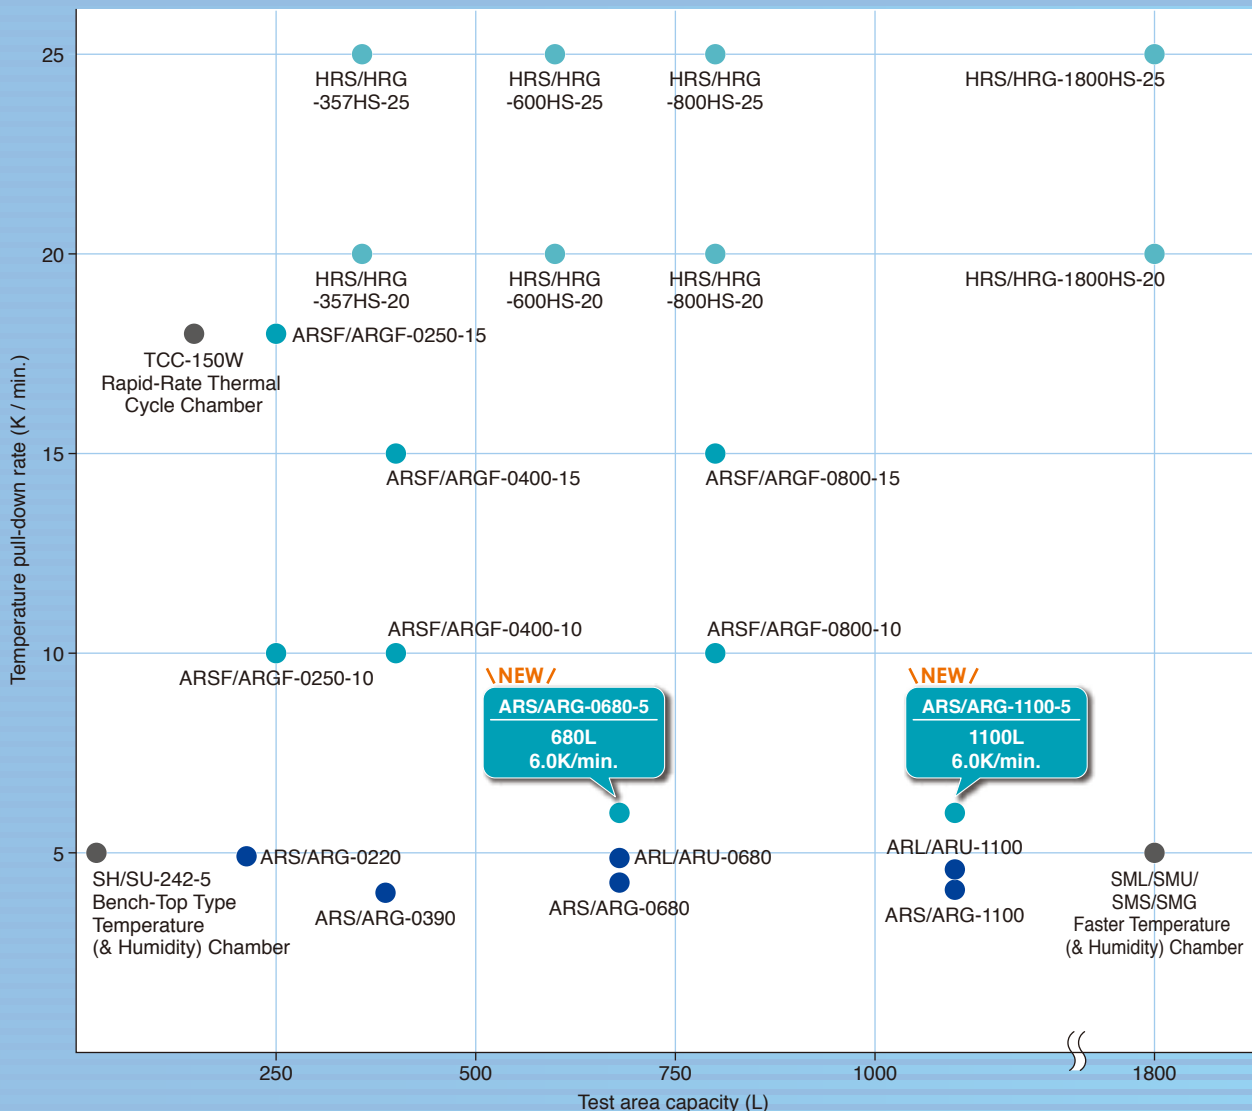 25
HRS/HRG
-357HS-25
HRS/HRG
-600HS-25
HRS/HRG
-800HS-25
HRS/HRG-1800HS-25
20
HRS/HRG
-357HS-20
HRS/HRG
-600HS-20
HRS/HRG
-800HS-20
HRS/HRG-1800HS-20
ARSF/ARGF-0250-15
TCC-150W
Rapid-Rate Thermal
Cycle Chamber
Temperature pull-down rate (K / min.)
15
ARSF/ARGF-0400-15
ARSF/ARGF-0800-15
ARSF/ARGF-0400-10
ARSF/ARGF-0800-10
10
ARSF/ARGF-0250-10
NEW
ARS/ARG-0680-5
680L
6.0K/min.
NEW
ARS/ARG-1100-5
1100L
6.0K/min.
5
SH/SU-242-5
Bench-Top Type
Temperature
(& Humidity) Chamber
ARS/ARG-0220
ARS/ARG-0390
ARL/ARU-0680
ARS/ARG-0680
ARL/ARU-1100
ARS/ARG-1100
SML/SMU/
SMS/SMG
Faster Temperature
(& Humidity) Chamber
250
500
750
1000
1800
Test area capacity (L)